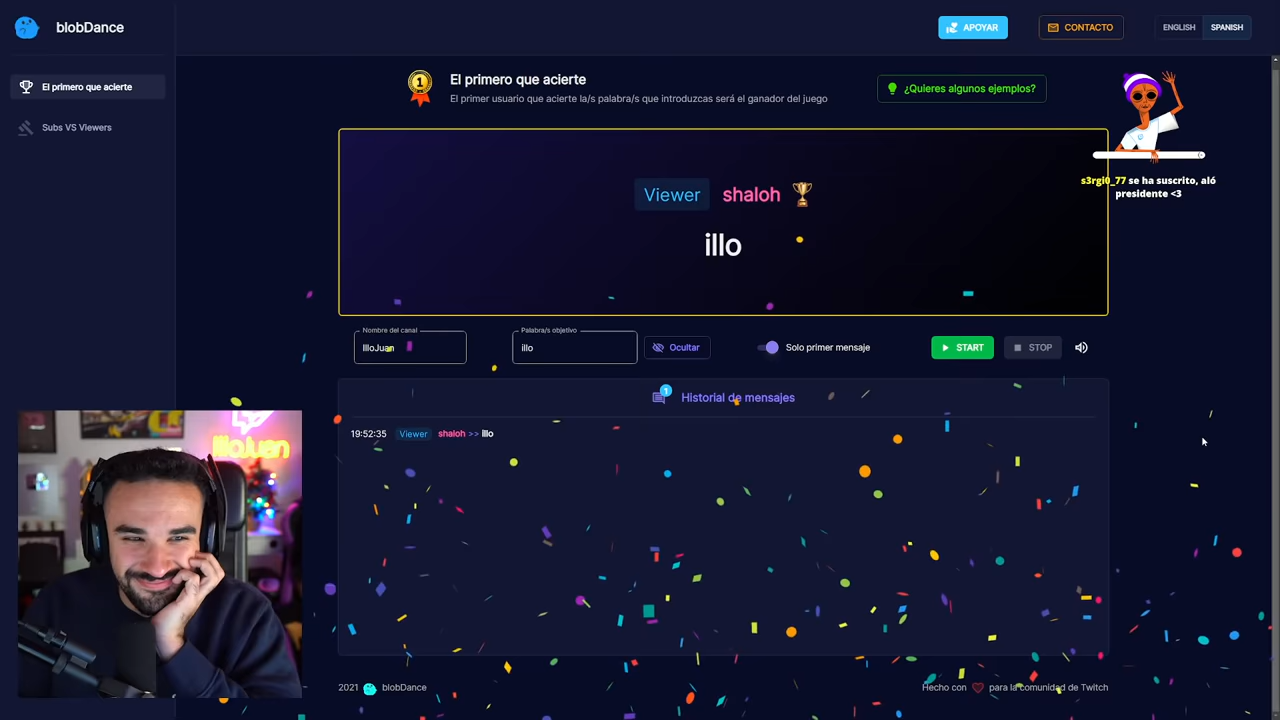 blobDance
APOYAR
CONTACTO
ENGLISH
SPANISH
El primero que acierte
Subs VS Viewers
1
El primero que acierte
El primer usuario que acierte la/s palabra/s que introduzcas será el ganador del juego
¿Quieres algunos ejemplos?
s3rgi0_77 se ha suscrito, aló
presidente <3
Viewer shaloh
illo
Nombre del canal
IlloJuan
Palabra/s objetivo
illo
Ocultar
Solo primer mensaje
START
STOP
1
Historial de mensajes
19:52:35 Viewer shaloh >> illo
IlloJuan
2021 blobDance
Hecho con para la comunidad de Twitch